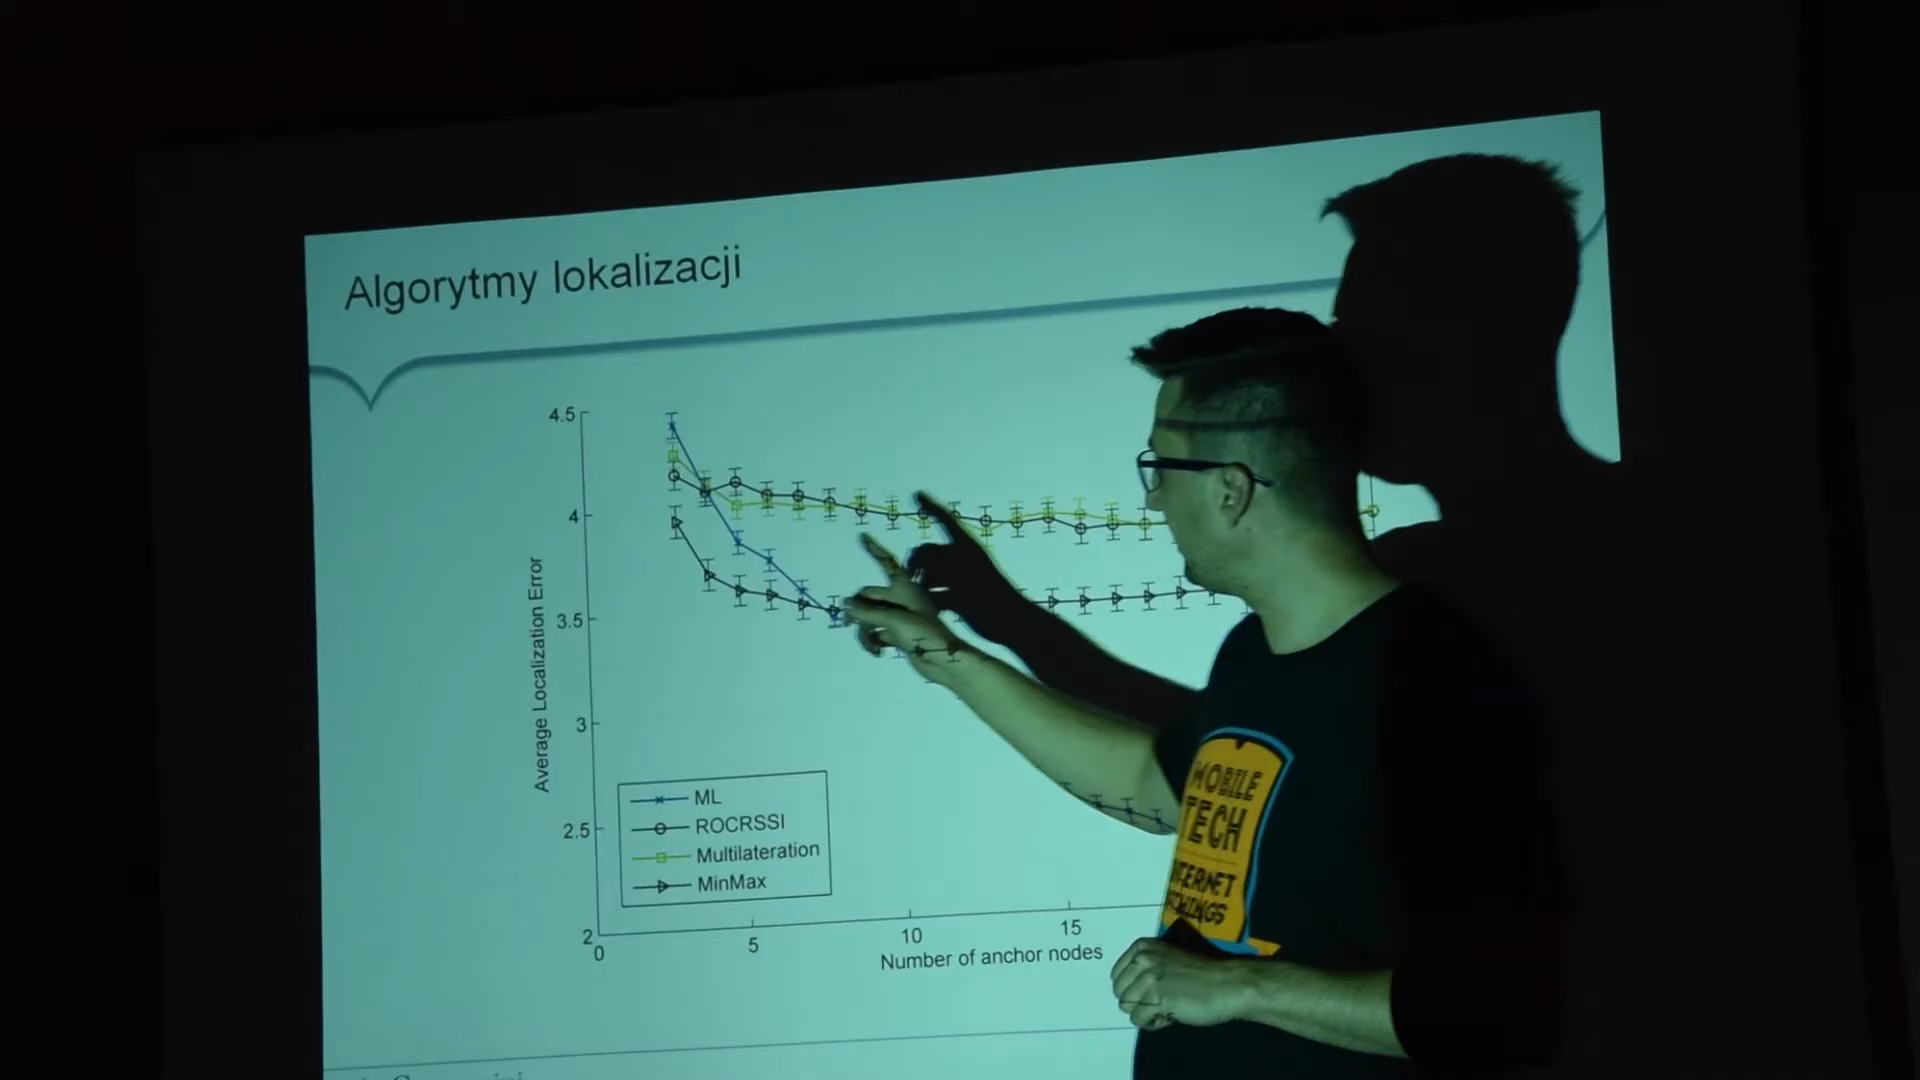 Algorytmy lokalizacji
4.5
4
3.5
3
2.5
2
Average Localization Error
ML
ROCRSSI
Multilateration
MinMax
0
5
10
15
Number of anchor nodes
MOBILE
TECH